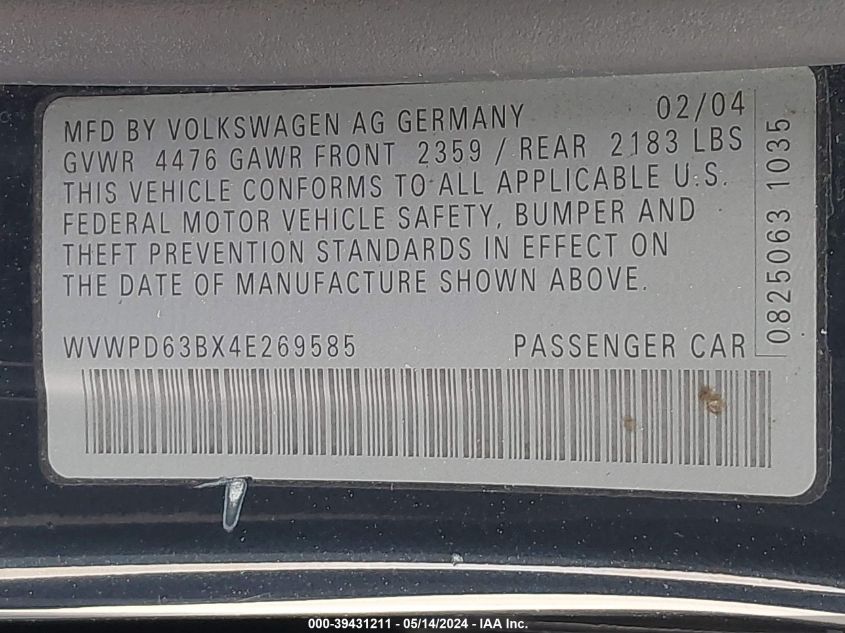 MFD BY VOLKSWAGEN AG GERMANY 02/04
GVWR 4476 GAWR FRONT 2359 / REAR 2183 LBS
THIS VEHICLE CONFORMS TO ALL APPLICABLE U.S.
FEDERAL MOTOR VEHICLE SAFETY, BUMPER AND
THEFT PREVENTION STANDARDS IN EFFECT ON
THE DATE OF MANUFACTURE SHOWN ABOVE.
WVWPD63BX4E269585 PASSENGER CAR
0825063 1035
000-39431211 - 05/14/2024 - IAA Inc.